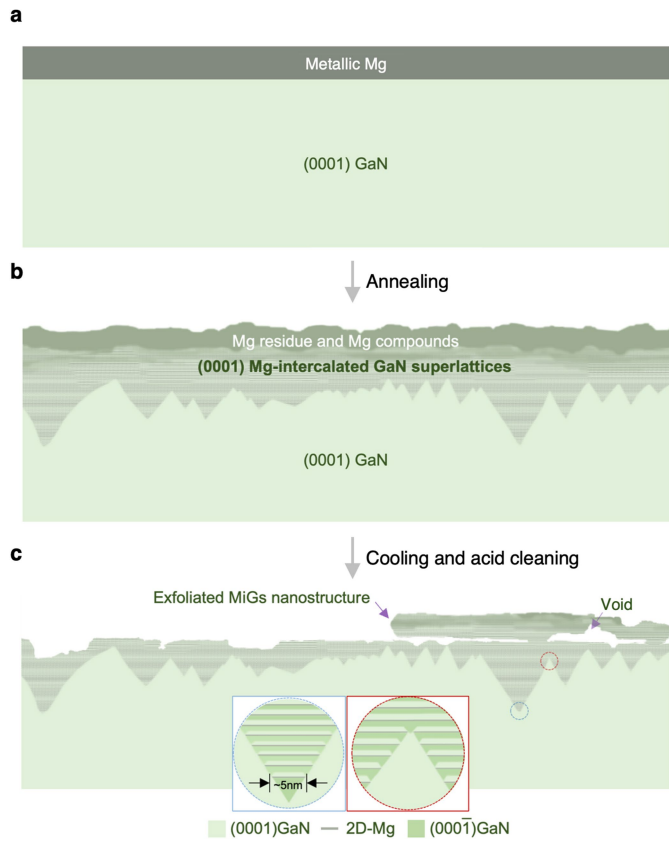 a
Metallic Mg
(0001) GaN
b
Annealing
Mg residue and Mg compounds
(0001) Mg-intercalated GaN superlattices
(0001) GaN
c
Cooling and acid cleaning
Exfoliated MiGs nanostructure
Void
~5nm
(0001)GaN
2D-Mg
(0001̄)GaN